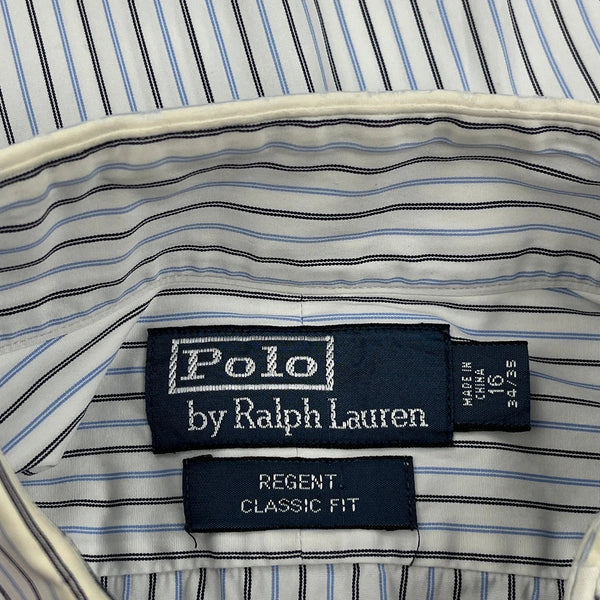 Polo
by Ralph Lauren
MADE IN
CHINA
16
34/35
REGENT.
CLASSIC FIT